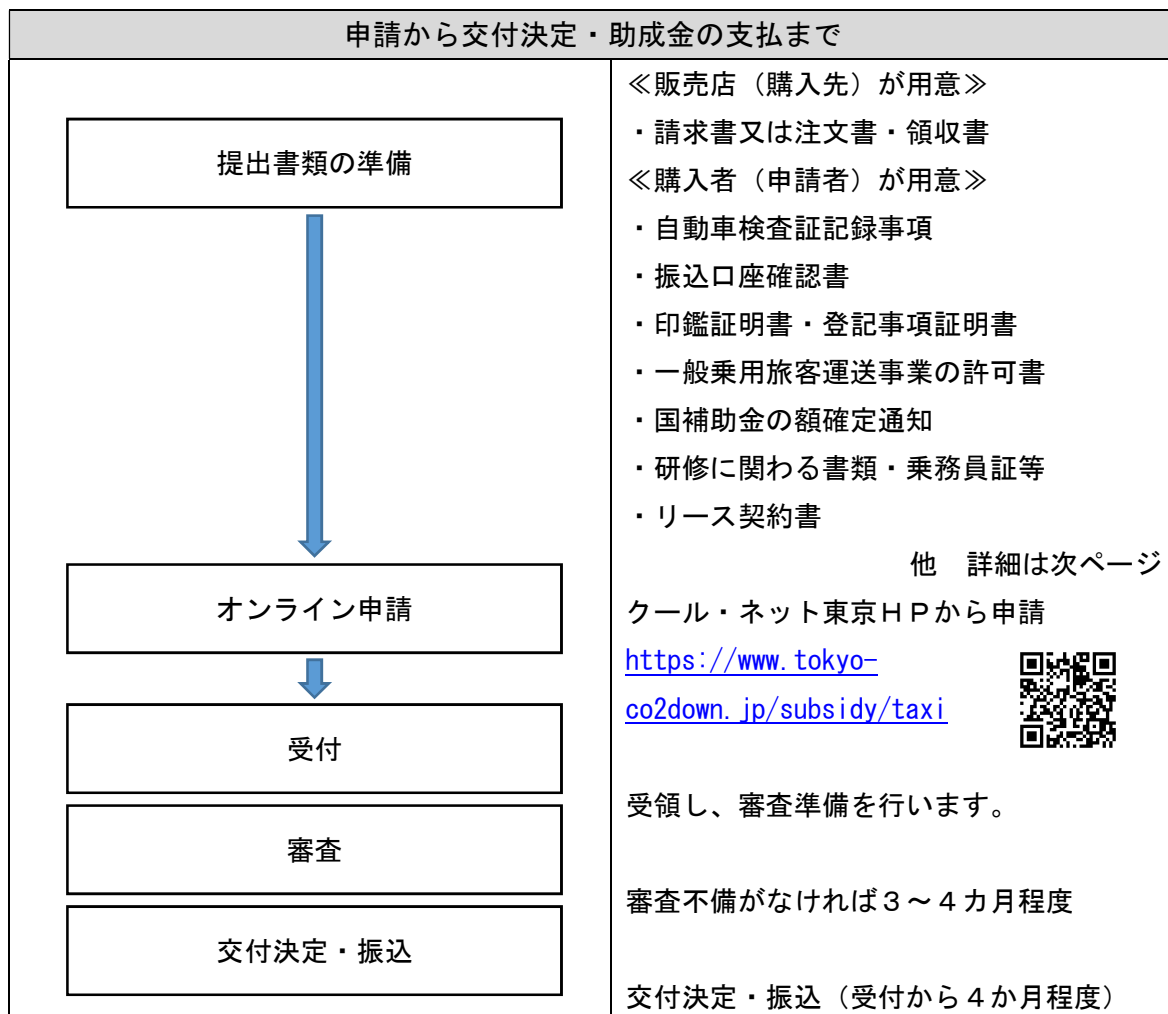 申請から交付決定・助成金の支払まで
提出書類の準備
オンライン申請
受付
審査
交付決定・振込
≪販売店（購入先）が用意≫
・請求書又は注文書・領収書
≪購入者（申請者）が用意≫
・自動車検査証記録事項
・振込口座確認書
・印鑑証明書・登記事項証明書
・一般乗用旅客運送事業の許可書
・国補助金の額確定通知
・研修に関わる書類・乗務員証等
・リース契約書
他　詳細は次ページ
クール・ネット東京ＨＰから申請
https://www.tokyo-
co2down.jp/subsidy/taxi
受領し、審査準備を行います。
審査不備がなければ３～４カ月程度
交付決定・振込（受付から４か月程度）